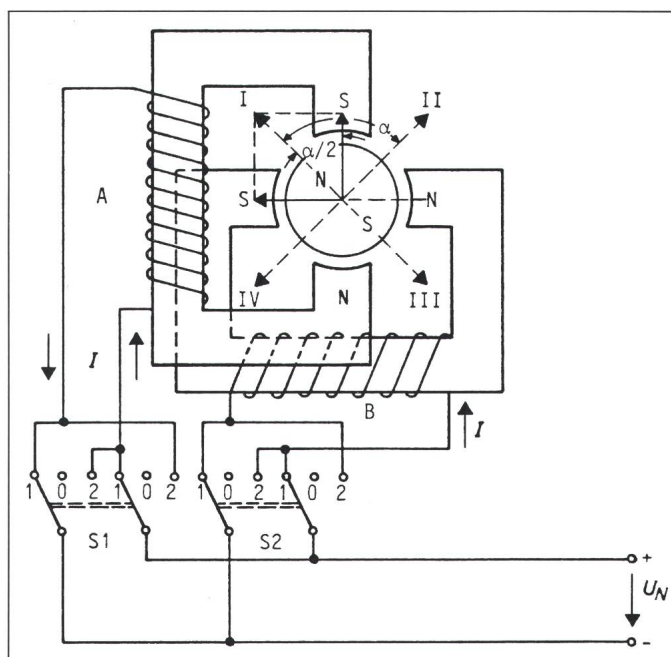 I S II
α
α/2
A N
S N
S
IV N III
I
B I
1 0 2 1 0 2 1 0 2 1 0 2
S1 S2
+
U_N
-